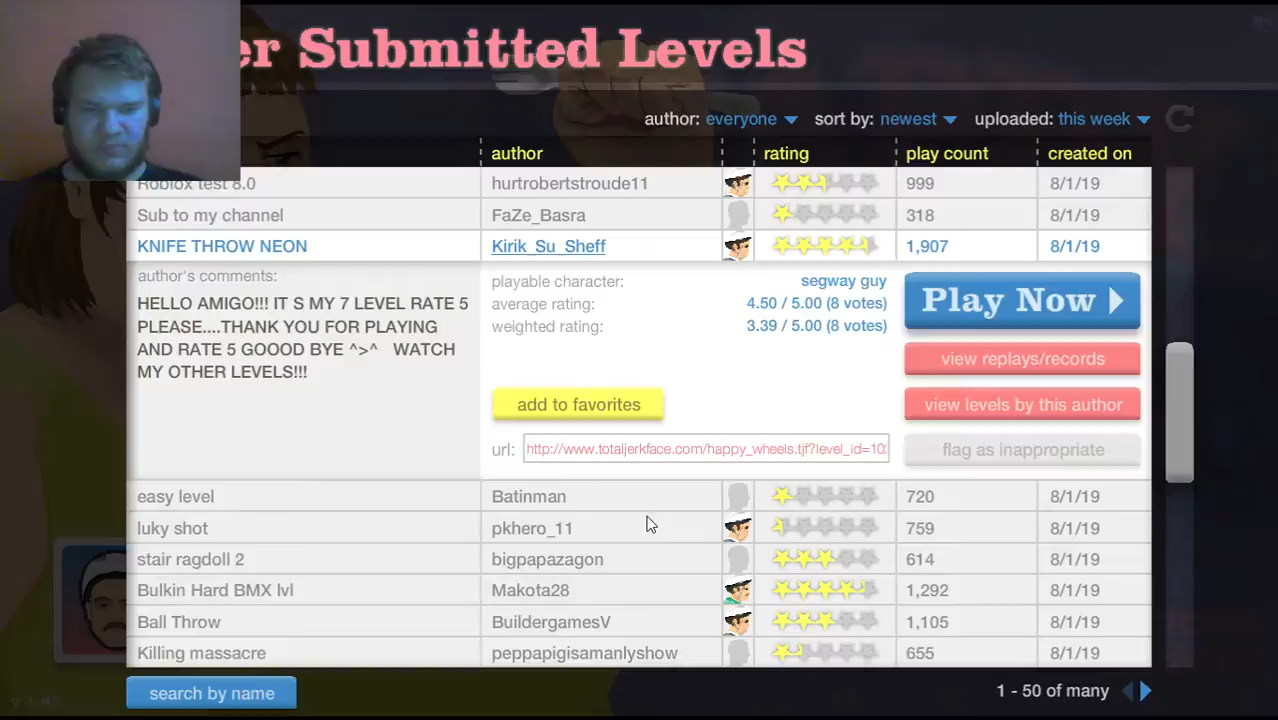 er Submitted Levels
author: everyone sort by: newest uploaded: this week
author rating play count created on
Roblox test 8.0 hurtrobertstroude11 999 8/1/19
Sub to my channel FaZe_Basra 318 8/1/19
KNIFE THROW NEON Kirik_Su_Sheff 1,907 8/1/19
author's comments:
HELLO AMIGO!!! IT S MY 7 LEVEL RATE 5
PLEASE....THANK YOU FOR PLAYING
AND RATE 5 GOOOD BYE ^>^ WATCH
MY OTHER LEVELS!!!
playable character: segway guy
average rating: 4.50 / 5.00 (8 votes)
weighted rating: 3.39 / 5.00 (8 votes)
add to favorites
url: http://www.totaljerkface.com/happy_wheels.tjf?level_id=10
Play Now
view replays/records
view levels by this author
flag as inappropriate
easy level Batinman 720 8/1/19
luky shot pkhero_11 759 8/1/19
stair ragdoll 2 bigpapazagon 614 8/1/19
Bulkin Hard BMX lvl Makota28 1,292 8/1/19
Ball Throw BuildergamesV 1,105 8/1/19
Killing massacre peppapigisamanlyshow 655 8/1/19
search by name 1 - 50 of many